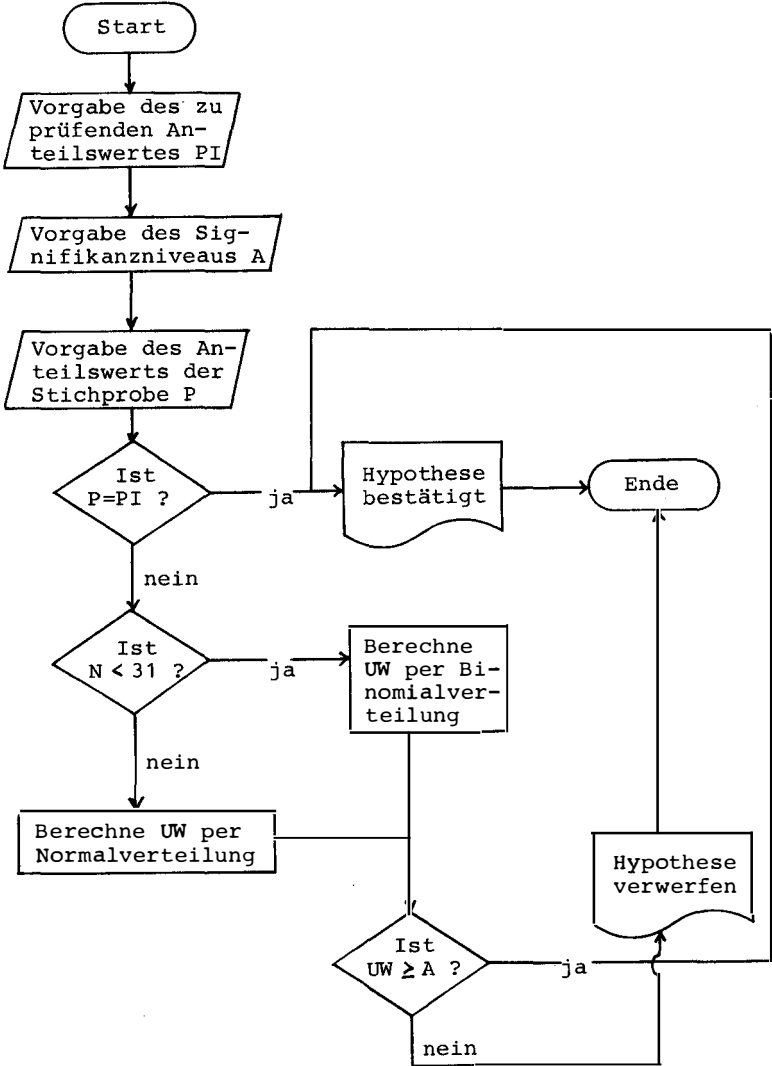 Start
Vorgabe des zu
prüfenden An-
teilswertes PI
Vorgabe des Sig-
nifikanzniveaus A
Vorgabe des An-
teilswerts der
Stichprobe P
Ist
P=PI ?
ja
Hypothese
bestätigt
Ende
nein
Ist
N < 31 ?
ja
Berechne
UW per Bi-
nomialver-
teilung
nein
Berechne UW per
Normalverteilung
Hypothese
verwerfen
Ist
UW ≥ A ?
ja
nein